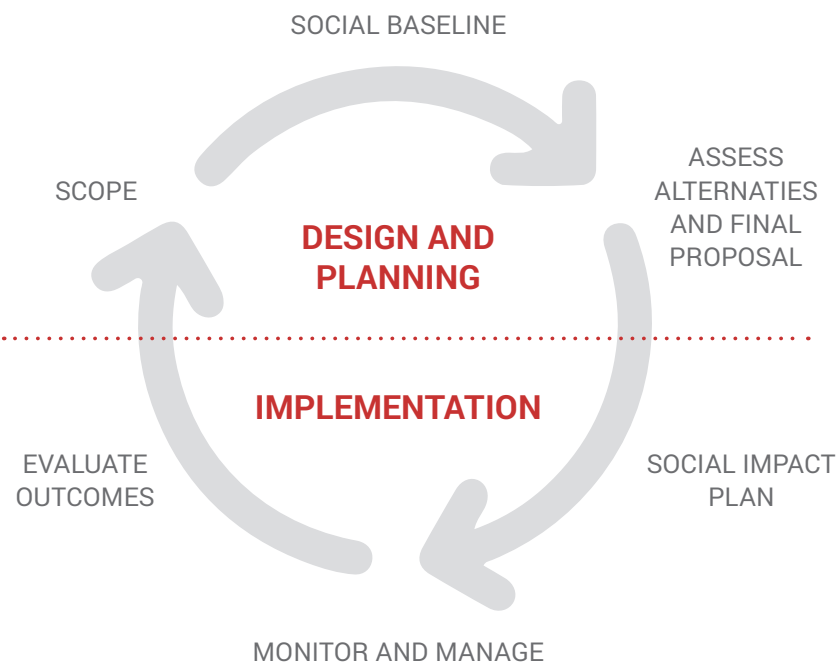 SOCIAL BASELINE
SCOPE
ASSESS
ALTERNATIES
AND FINAL
PROPOSAL
DESIGN AND
PLANNING
IMPLEMENTATION
EVALUATE
OUTCOMES
SOCIAL IMPACT
PLAN
MONITOR AND MANAGE